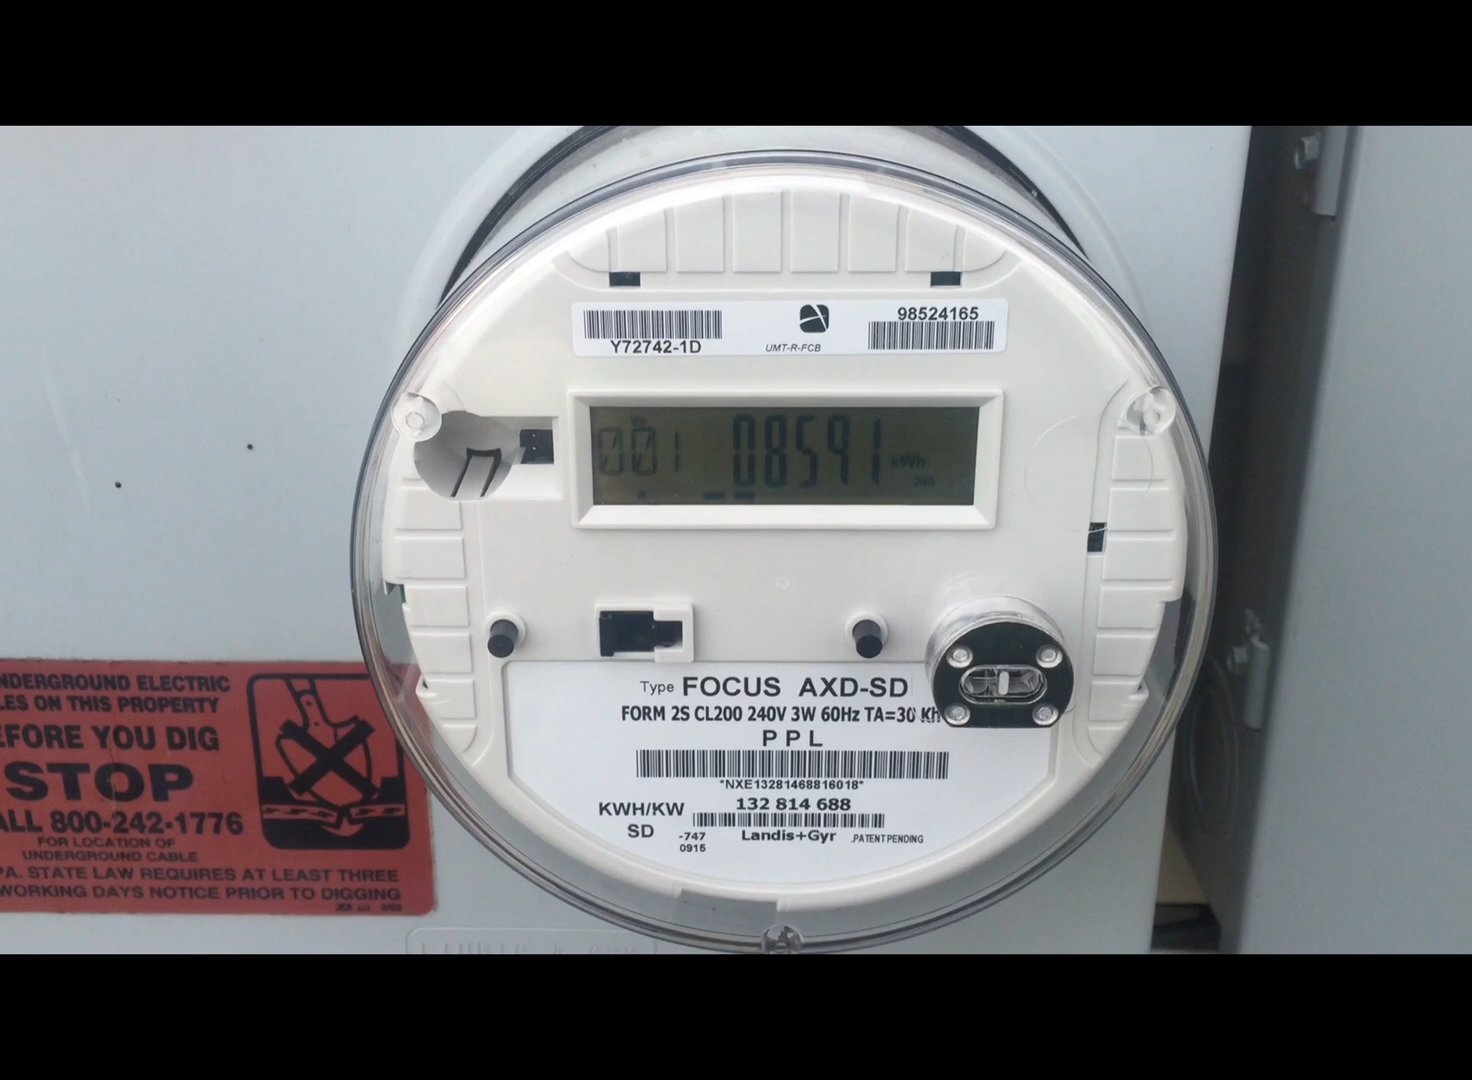 Y72742-1D
UMT-R-FCB
98524165
001 08591 kWh
240
Type FOCUS AXD-SD
FORM 2S CL200 240V 3W 60Hz TA=30 Kh
PPL
*NXE13281468816018*
KWH/KW
132 814 688
SD
-747
0915
Landis+Gyr
PATENT PENDING
NDERGROUND ELECTRIC
LES ON THIS PROPERTY
EFORE YOU DIG
STOP
ALL 800-242-1776
FOR LOCATION OF
UNDERGROUND CABLE
PA. STATE LAW REQUIRES AT LEAST THREE
WORKING DAYS NOTICE PRIOR TO DIGGING